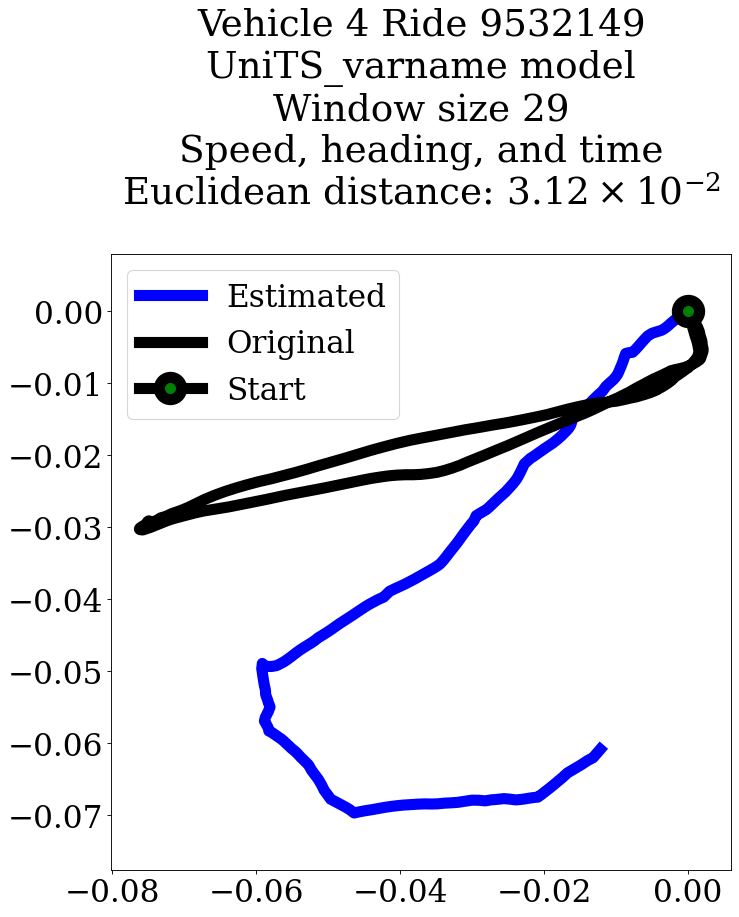 Vehicle 4 Ride 9532149
UniTS_varname model
Window size 29
Speed, heading, and time
Euclidean distance: 3.12 × 10⁻²
Estimated
Original
Start
0.00
−0.01
−0.02
−0.03
−0.04
−0.05
−0.06
−0.07
−0.08 −0.06 −0.04 −0.02 0.00